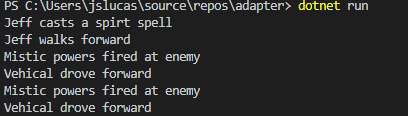 PS C:\Users\jslucas\source\repos\adapter> dotnet run
Jeff casts a spirt spell
Jeff walks forward
Mistic powers fired at enemy
Vehical drove forward
Mistic powers fired at enemy
Vehical drove forward